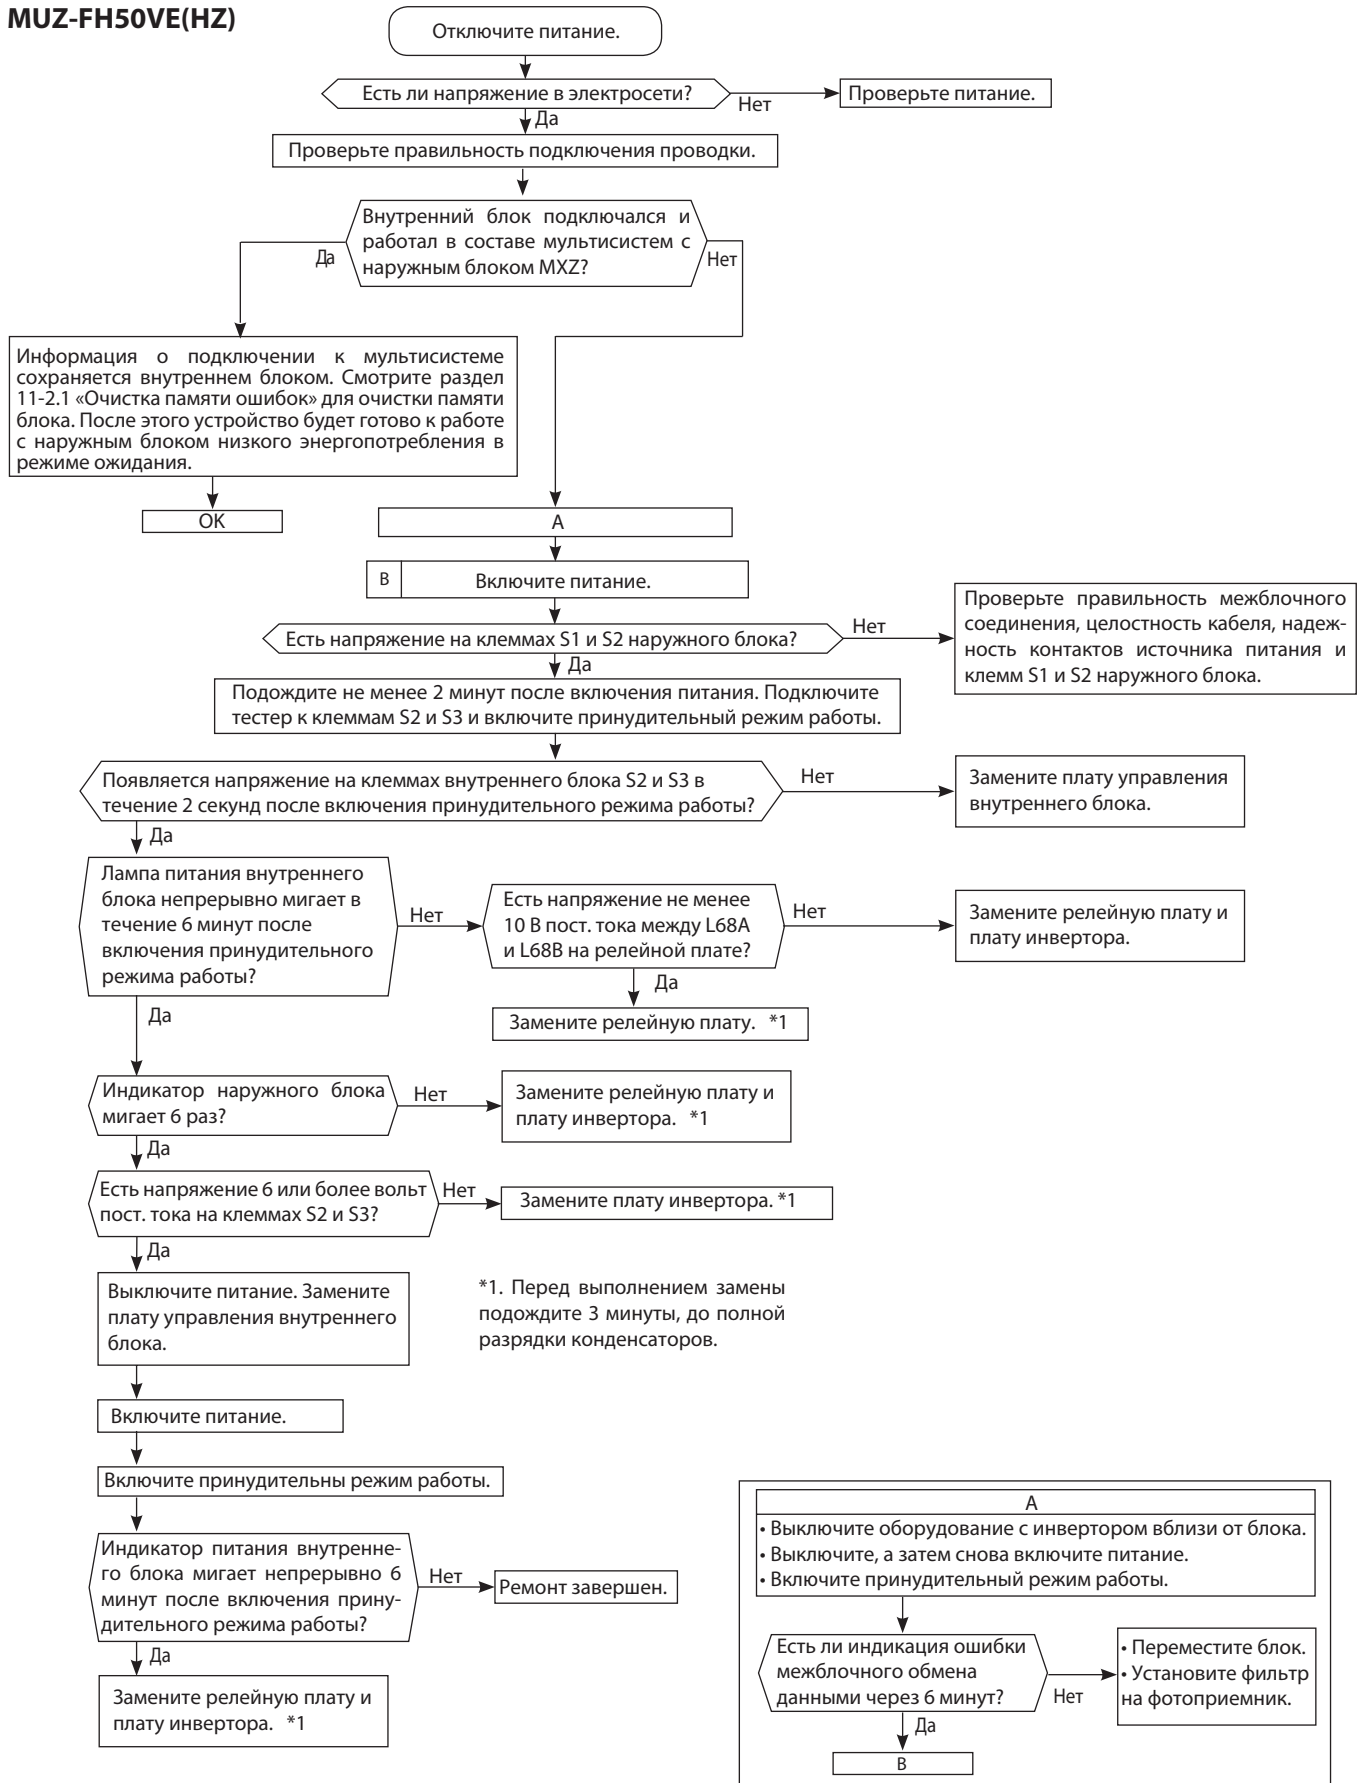 MUZ-FH50VE(HZ)
Отключите питание.
Есть ли напряжение в электросети?
Нет
Проверьте питание.
Да
Проверьте правильность подключения проводки.
Внутренний блок подключался и
работал в составе мультисистем с
наружным блоком MXZ?
Да
Нет
Информация о подключении к мультисистеме
сохраняется внутреннем блоком. Смотрите раздел
11-2.1 «Очистка памяти ошибок» для очистки памяти
блока. После этого устройство будет готово к работе
с наружным блоком низкого энергопотребления в
режиме ожидания.
OK
A
B
Включите питание.
Есть напряжение на клеммах S1 и S2 наружного блока?
Нет
Проверьте правильность межблочного
соединения, целостность кабеля, надеж-
ность контактов источника питания и
клемм S1 и S2 наружного блока.
Да
Подождите не менее 2 минут после включения питания. Подключите
тестер к клеммам S2 и S3 и включите принудительный режим работы.
Появляется напряжение на клеммах внутреннего блока S2 и S3 в
течение 2 секунд после включения принудительного режима работы?
Нет
Замените плату управления
внутреннего блока.
Да
Лампа питания внутреннего
блока непрерывно мигает в
течение 6 минут после
включения принудительного
режима работы?
Нет
Есть напряжение не менее
10 В пост. тока между L68A
и L68B на релейной плате?
Нет
Замените релейную плату и
плату инвертора.
Да
Замените релейную плату. *1
Да
Индикатор наружного блока
мигает 6 раз?
Нет
Замените релейную плату и
плату инвертора. *1
Да
Есть напряжение 6 или более вольт
пост. тока на клеммах S2 и S3?
Нет
Замените плату инвертора. *1
Да
Выключите питание. Замените
плату управления внутреннего
блока.
*1. Перед выполнением замены
подождите 3 минуты, до полной
разрядки конденсаторов.
Включите питание.
Включите принудительны режим работы.
Индикатор питания внутренне-
го блока мигает непрерывно 6
минут после включения прину-
дительного режима работы?
Нет
Ремонт завершен.
Да
Замените релейную плату и
плату инвертора. *1
A
• Выключите оборудование с инвертором вблизи от блока.
• Выключите, а затем снова включите питание.
• Включите принудительный режим работы.
Есть ли индикация ошибки
межблочного обмена
данными через 6 минут?
Нет
• Переместите блок.
• Установите фильтр
на фотоприемник.
Да
B